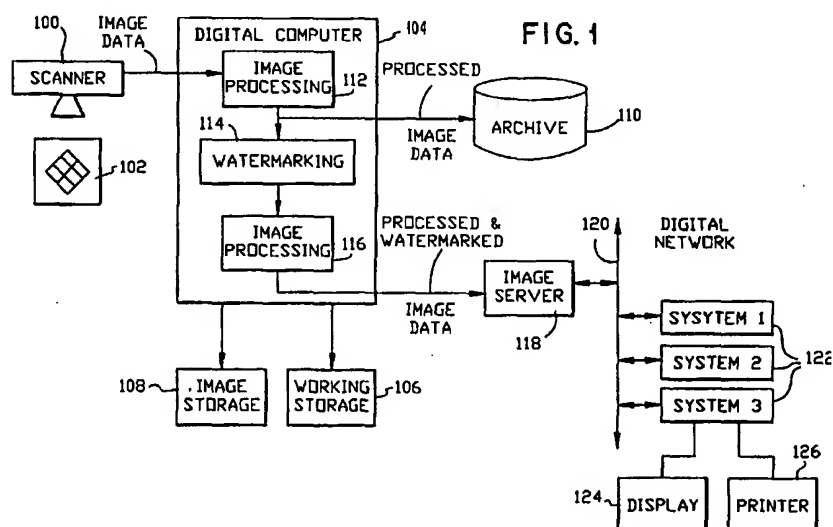 FIG. 1
100
IMAGE
DATA
SCANNER
102
DIGITAL COMPUTER
104
IMAGE
PROCESSING
112
114
WATERMARKING
IMAGE
PROCESSING
116
PROCESSED
IMAGE
DATA
ARCHIVE
110
PROCESSED &
WATERMARKED
IMAGE
DATA
IMAGE
SERVER
118
120
DIGITAL
NETWORK
SYSYTEM 1
SYSTEM 2
SYSTEM 3
122
108
. IMAGE
STORAGE
WORKING
STORAGE
106
124
DISPLAY
126
PRINTER